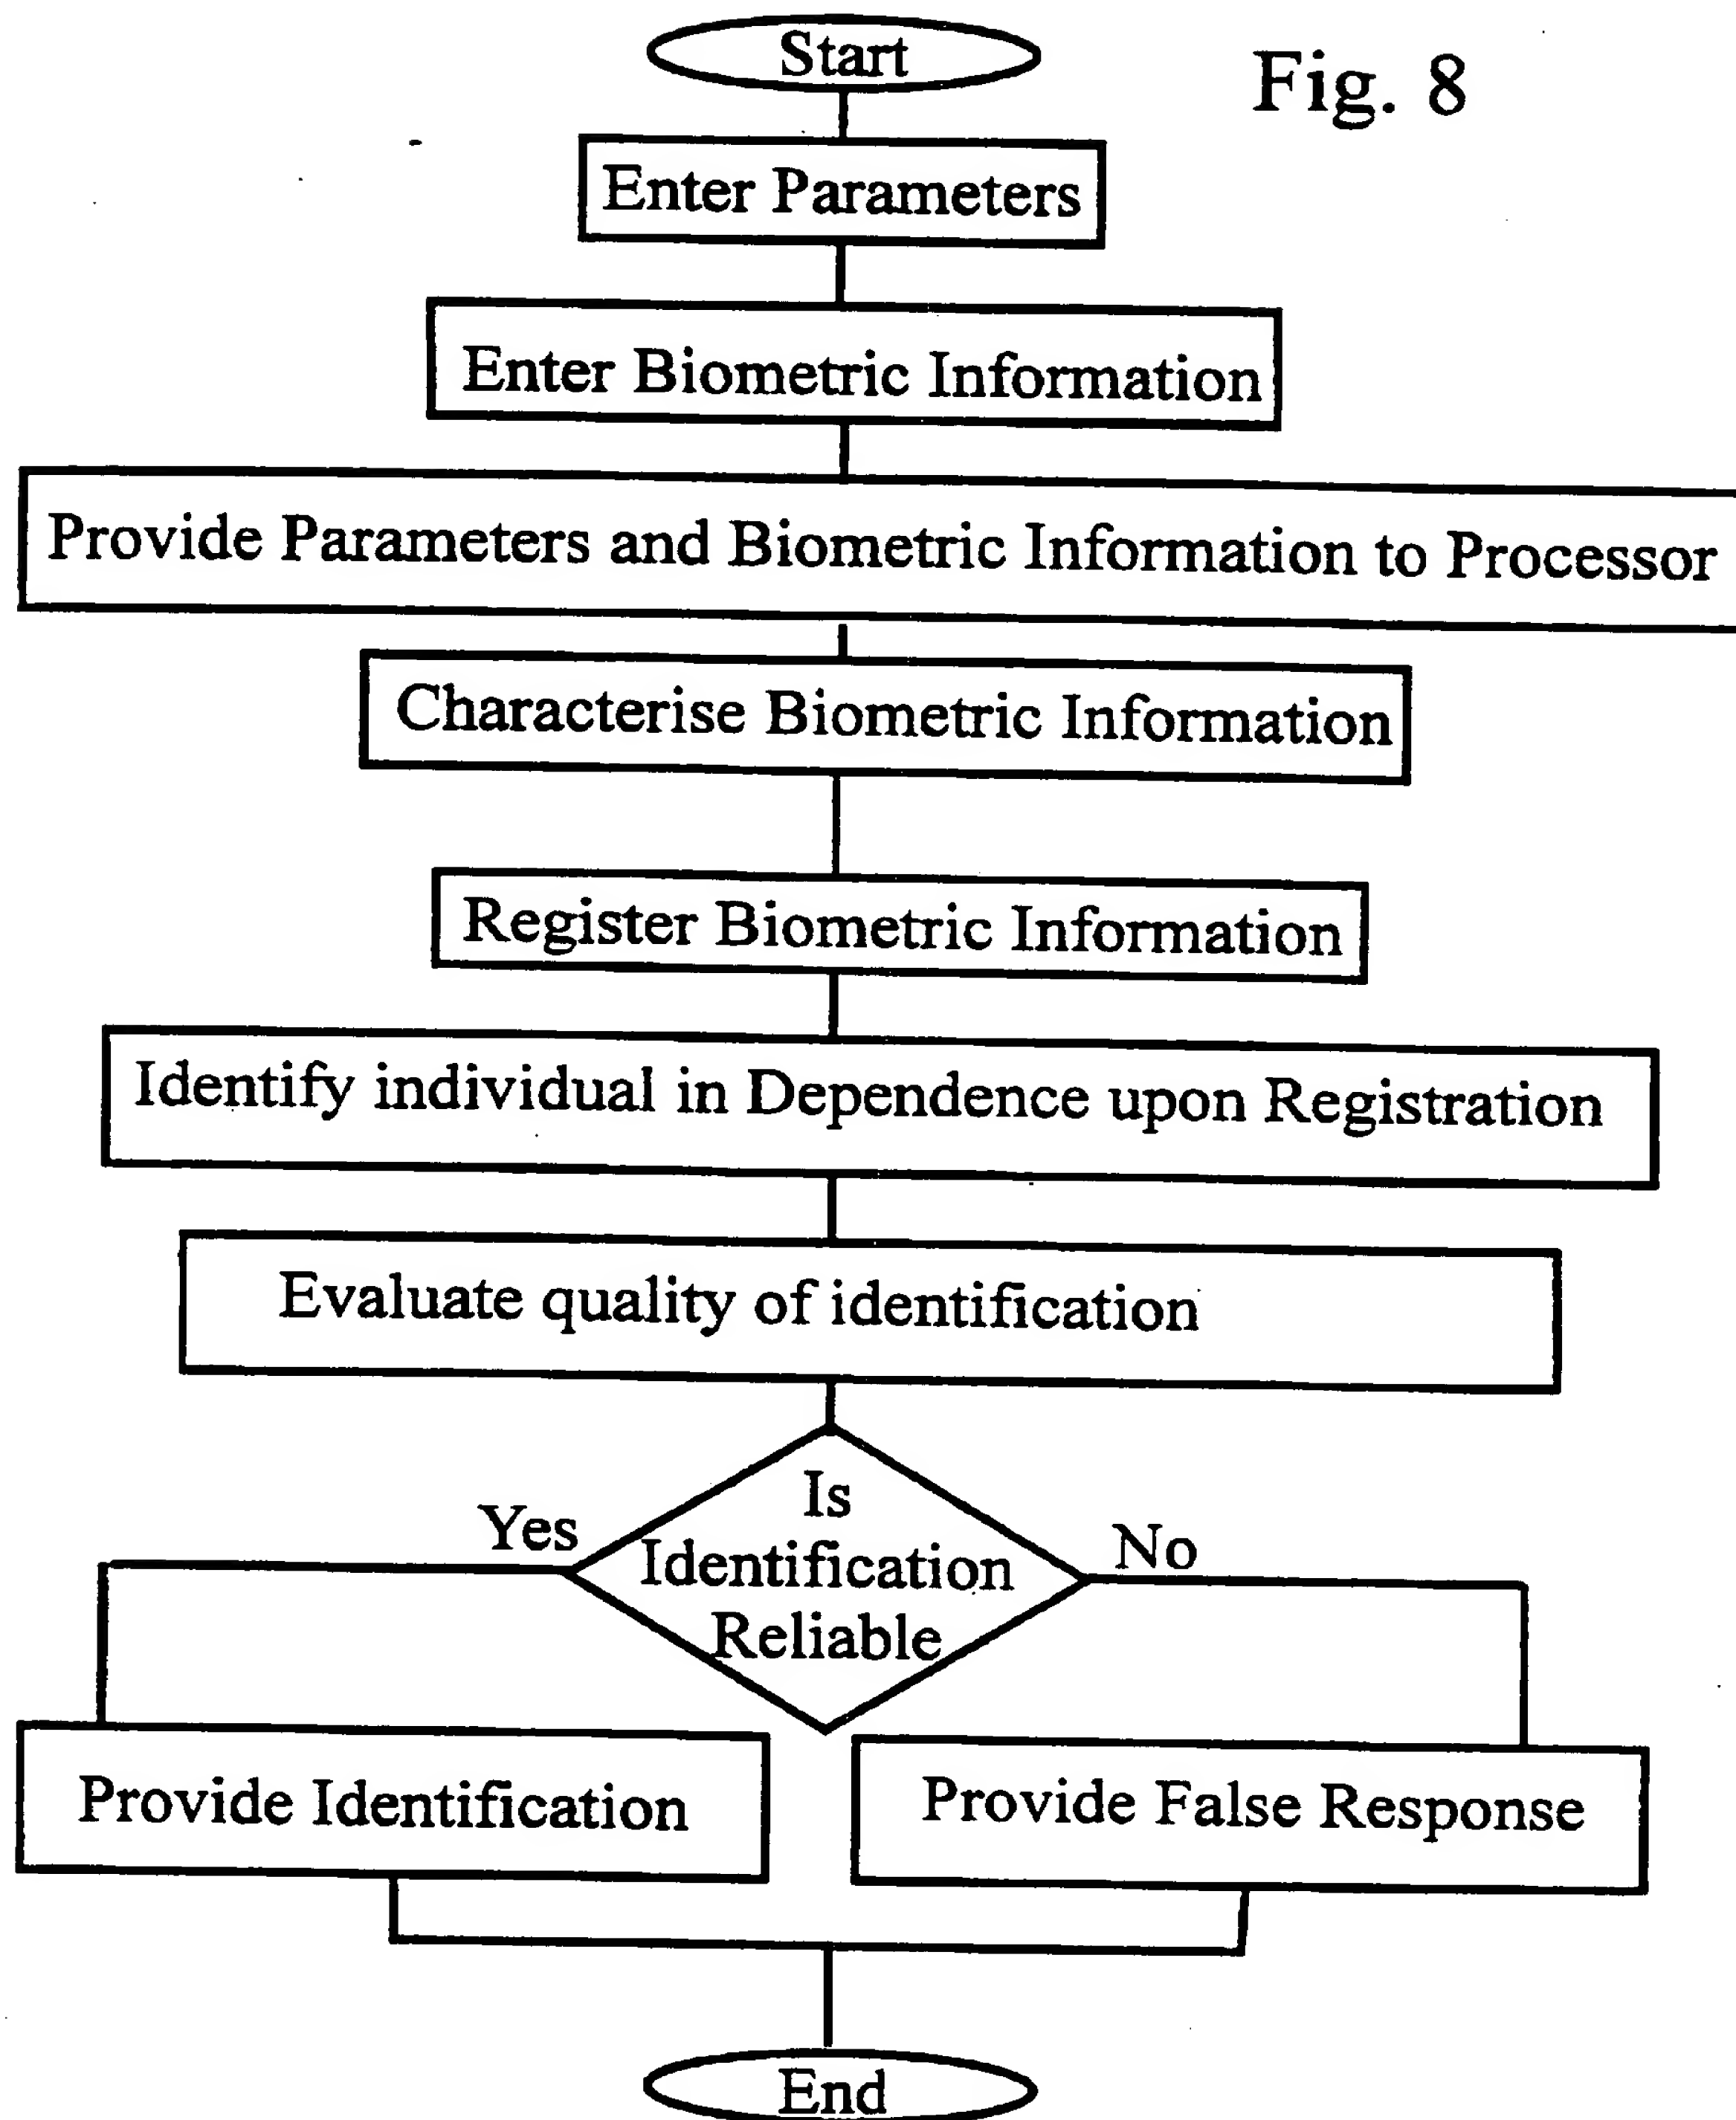 Start
Fig. 8
Enter Parameters
Enter Biometric Information
Provide Parameters and Biometric Information to Processor
Characterise Biometric Information
Register Biometric Information
Identify individual in Dependence upon Registration
Evaluate quality of identification
Is
Identification
Reliable
Yes
No
Provide Identification
Provide False Response
End